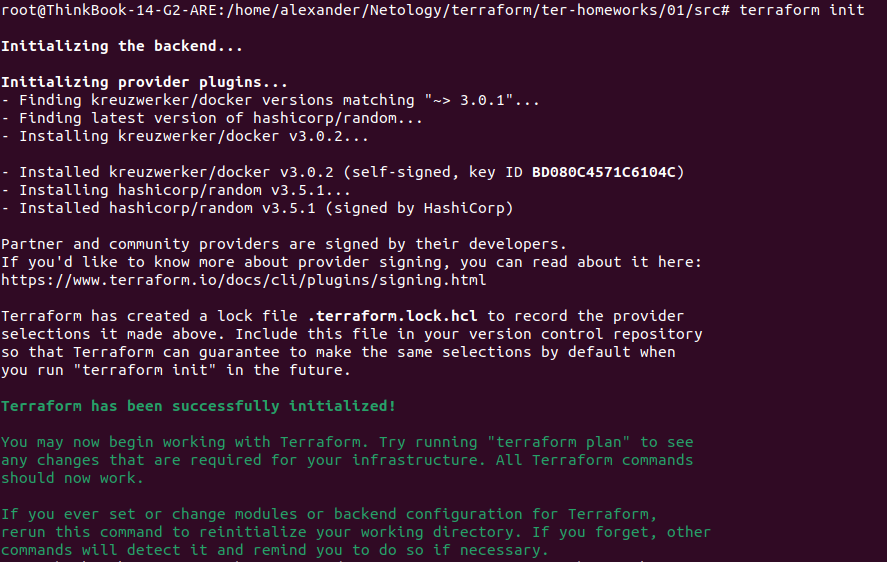 root@ThinkBook-14-G2-ARE:/home/alexander/Netology/terraform/ter-homeworks/01/src# terraform init
Initializing the backend...
Initializing provider plugins...
- Finding kreuzwerker/docker versions matching "~> 3.0.1"...
- Finding latest version of hashicorp/random...
- Installing kreuzwerker/docker v3.0.2...
- Installed kreuzwerker/docker v3.0.2 (self-signed, key ID BD080C4571C6104C)
- Installing hashicorp/random v3.5.1...
- Installed hashicorp/random v3.5.1 (signed by HashiCorp)
Partner and community providers are signed by their developers.
If you'd like to know more about provider signing, you can read about it here:
https://www.terraform.io/docs/cli/plugins/signing.html
Terraform has created a lock file .terraform.lock.hcl to record the provider
selections it made above. Include this file in your version control repository
so that Terraform can guarantee to make the same selections by default when
you run "terraform init" in the future.
Terraform has been successfully initialized!
You may now begin working with Terraform. Try running "terraform plan" to see
any changes that are required for your infrastructure. All Terraform commands
should now work.
If you ever set or change modules or backend configuration for Terraform,
rerun this command to reinitialize your working directory. If you forget, other
commands will detect it and remind you to do so if necessary.